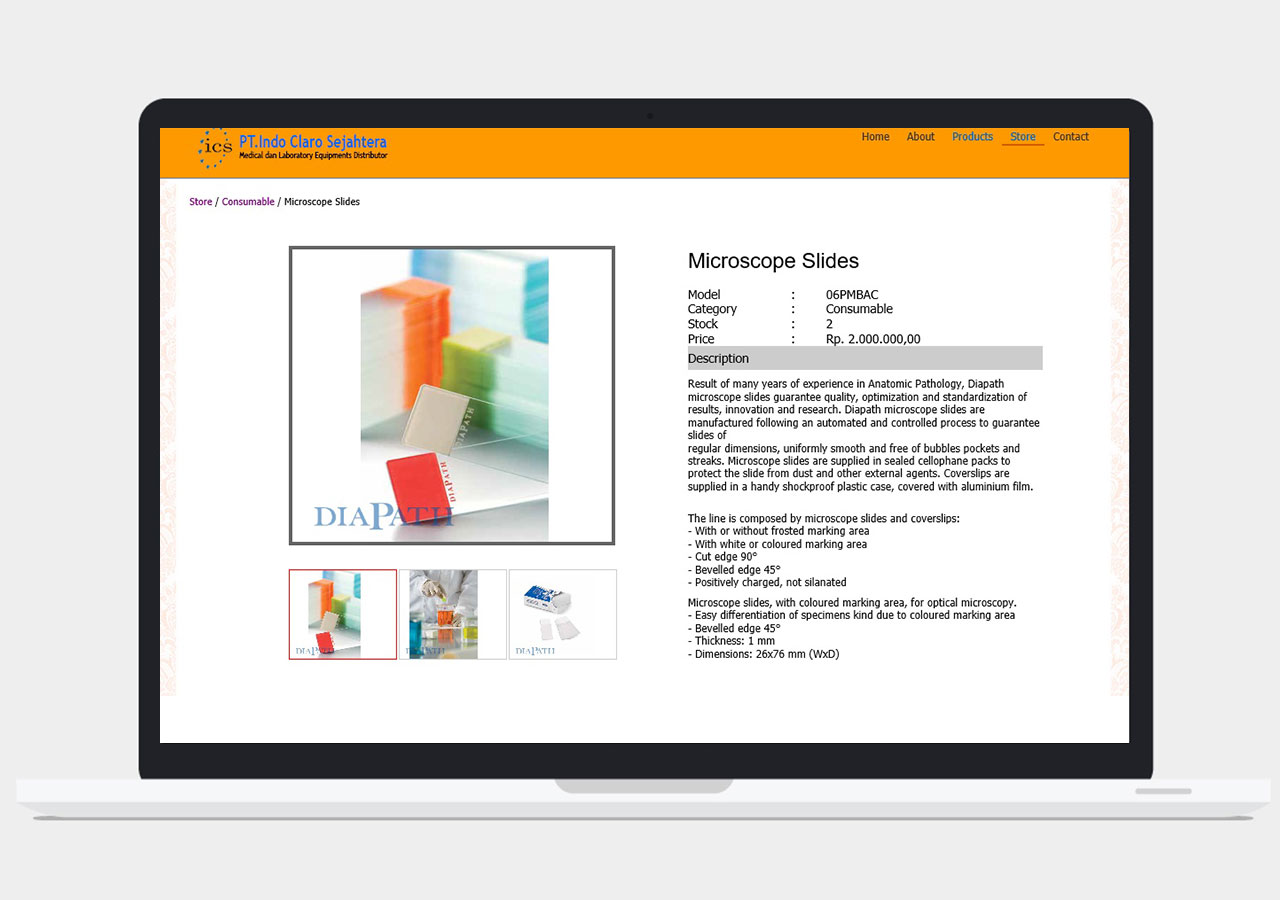 ics
PT.Indo Claro Sejahtera
Medical dan Laboratory Equipments Distributor
Home About Products Store Contact
Store / Consumable / Microscope Slides
DIAPATH
DIAPATH
DIAPATH
DIAPATH
DIAPATH
DIAPATH
Microscope Slides
Model : 06PMBAC
Category : Consumable
Stock : 2
Price : Rp. 2.000.000,00
Description
Result of many years of experience in Anatomic Pathology, Diapath
microscope slides guarantee quality, optimization and standardization of
results, innovation and research. Diapath microscope slides are
manufactured following an automated and controlled process to guarantee
slides of
regular dimensions, uniformly smooth and free of bubbles pockets and
streaks. Microscope slides are supplied in sealed cellophane packs to
protect the slide from dust and other external agents. Coverslips are
supplied in a handy shockproof plastic case, covered with aluminium film.
The line is composed by microscope slides and coverslips:
- With or without frosted marking area
- With white or coloured marking area
- Cut edge 90°
- Bevelled edge 45°
- Positively charged, not silanated
Microscope slides, with coloured marking area, for optical microscopy.
- Easy differentiation of specimens kind due to coloured marking area
- Bevelled edge 45°
- Thickness: 1 mm
- Dimensions: 26x76 mm (WxD)